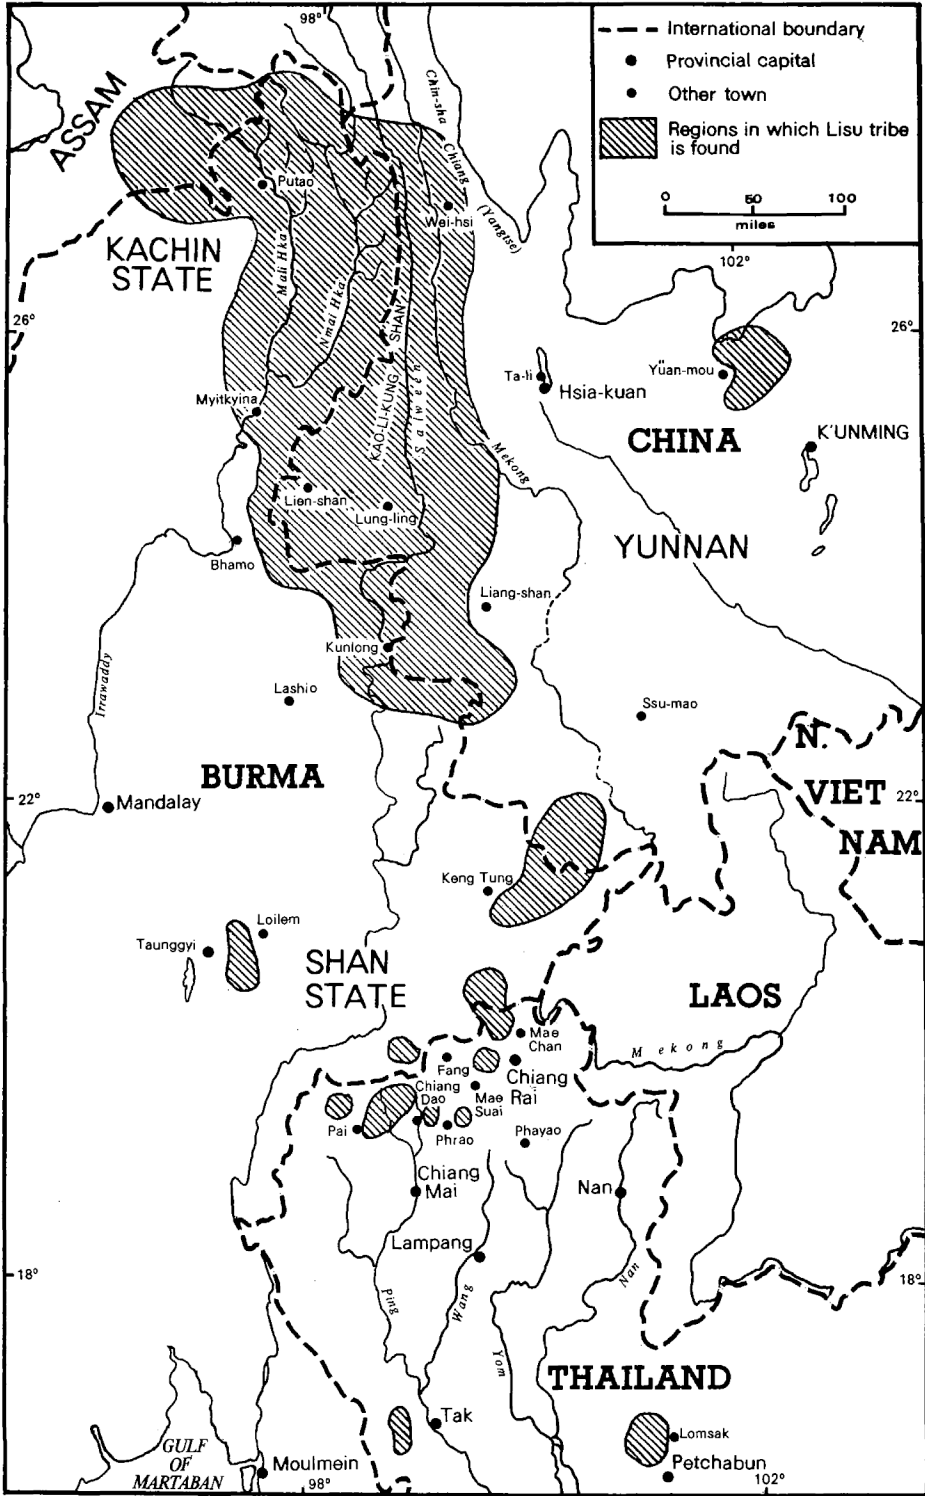 98°
International boundary
Provincial capital
Other town
Regions in which Lisu tribe
is found
0 50 100
miles
102°
ASSAM
Chin-sha
Chiang
(Yangtse)
Putao
Wei-hsi
KACHIN
STATE
Mali Hka
Nmai Hka
26°
26°
KAO-LI-KUNG SHAN
Salween
Ta-li
Hsia-kuan
Yüan-mou
Myitkyina
CHINA
K'UNMING
Mekong
Lien-shan
Lung-ling
YUNNAN
Bhamo
Liang-shan
Kunlong
Irrawaddy
Lashio
Ssu-mao
N.
VIET
NAM
BURMA
22°
22°
Mandalay
Keng Tung
Loilem
Taunggyi
SHAN
STATE
LAOS
Mae
Chan
Mekong
Fang
Chiang
Rai
Chiang
Dao
Mae
Suai
Pai
Phrao
Phayao
Chiang
Mai
Nan
Lampang
18°
18°
Ping
Wang
Nan
Yom
THAILAND
Tak
Lomsak
GULF
OF
MARTABAN
Moulmein
Petchabun
98°
102°